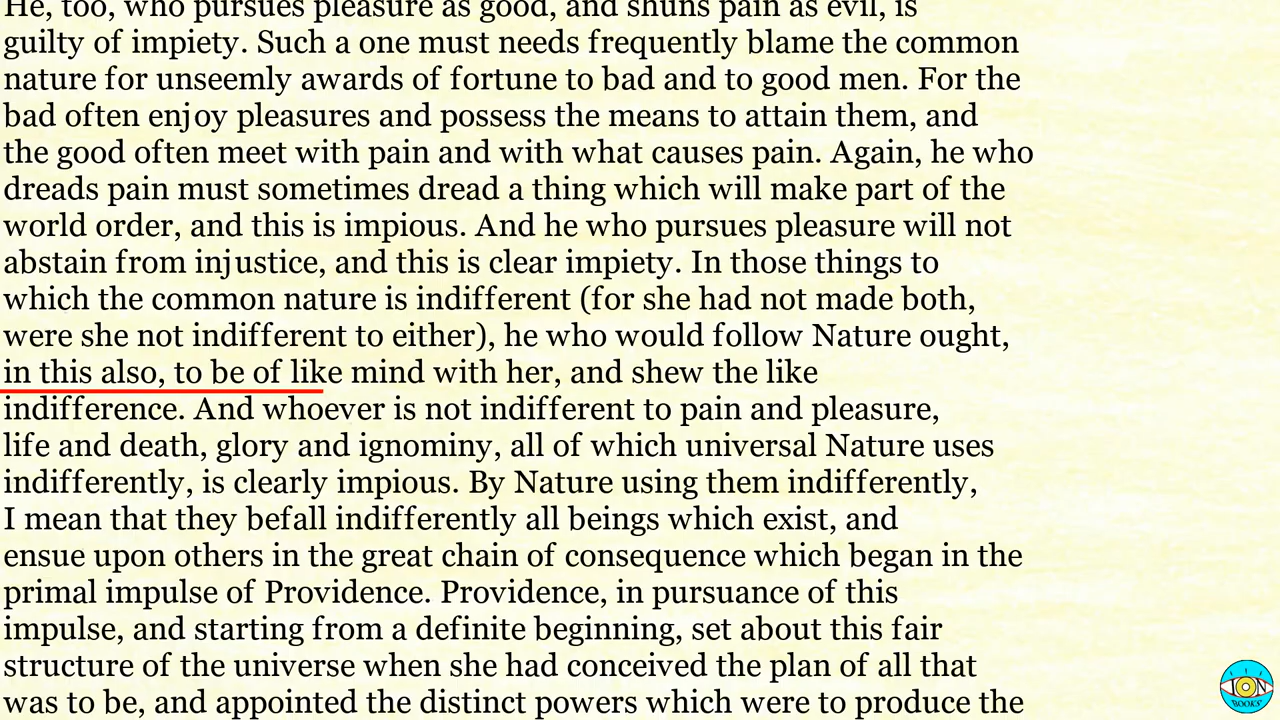 He, too, who pursues pleasure as good, and shuns pain as evil, is
guilty of impiety. Such a one must needs frequently blame the common
nature for unseemly awards of fortune to bad and to good men. For the
bad often enjoy pleasures and possess the means to attain them, and
the good often meet with pain and with what causes pain. Again, he who
dreads pain must sometimes dread a thing which will make part of the
world order, and this is impious. And he who pursues pleasure will not
abstain from injustice, and this is clear impiety. In those things to
which the common nature is indifferent (for she had not made both,
were she not indifferent to either), he who would follow Nature ought,
in this also, to be of like mind with her, and shew the like
indifference. And whoever is not indifferent to pain and pleasure,
life and death, glory and ignominy, all of which universal Nature uses
indifferently, is clearly impious. By Nature using them indifferently,
I mean that they befall indifferently all beings which exist, and
ensue upon others in the great chain of consequence which began in the
primal impulse of Providence. Providence, in pursuance of this
impulse, and starting from a definite beginning, set about this fair
structure of the universe when she had conceived the plan of all that
was to be, and appointed the distinct powers which were to produce the
ION
BOOKS